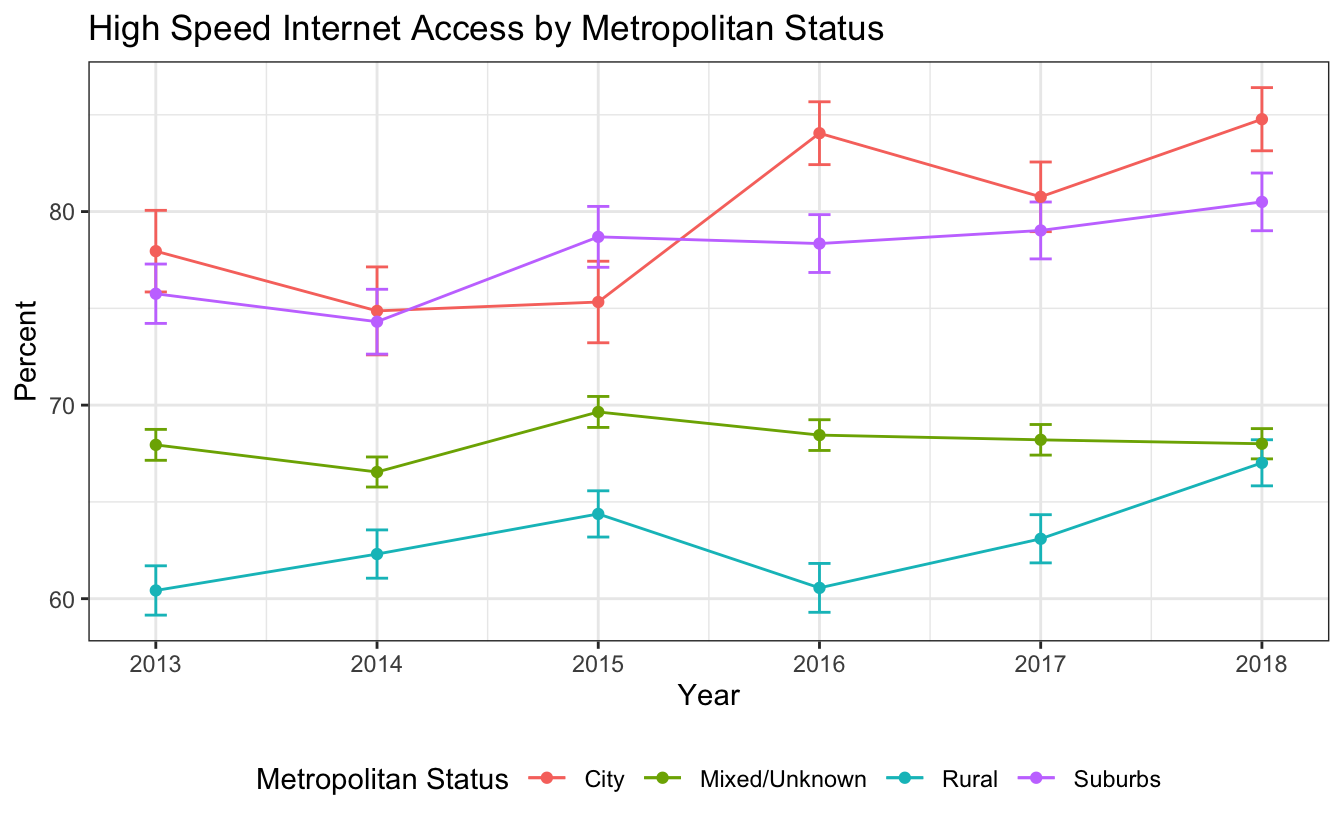 High Speed Internet Access by Metropolitan Status
80
70
60
Percent
2013 2014 2015 2016 2017 2018
Year
Metropolitan Status City Mixed/Unknown Rural Suburbs